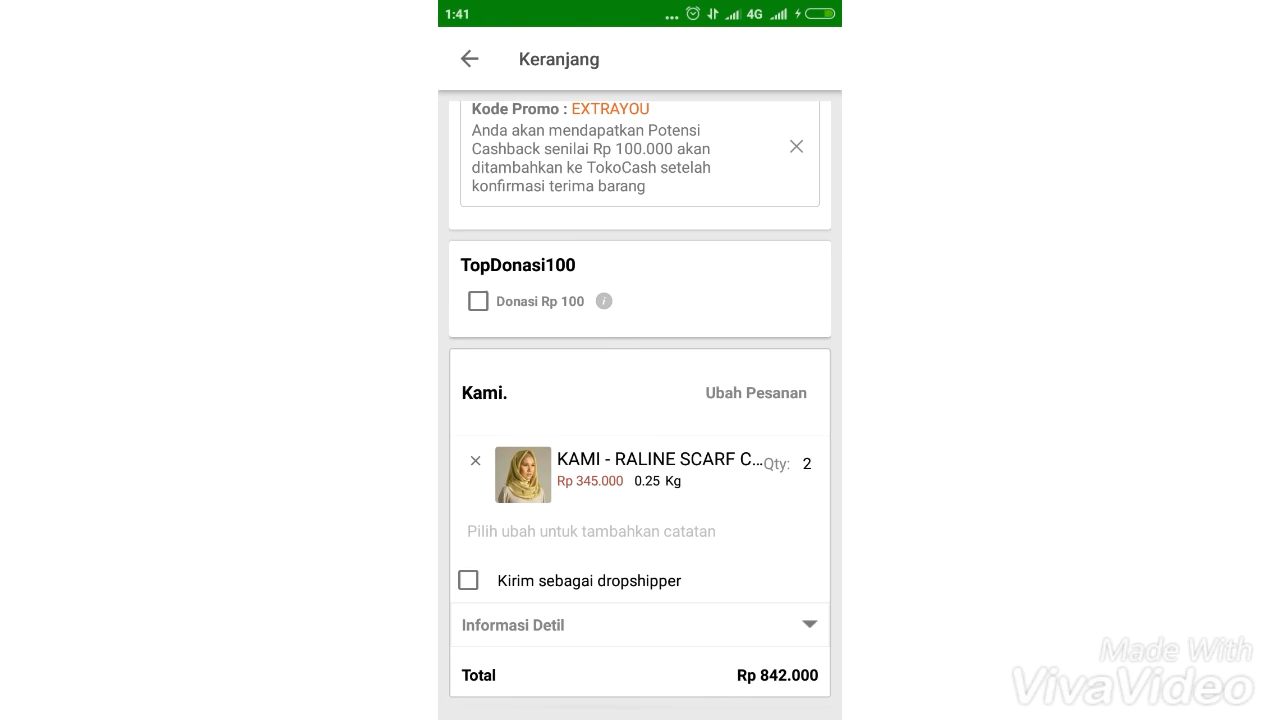 1:41
... 4G
Keranjang
Kode Promo : EXTRAYOU
Anda akan mendapatkan Potensi
Cashback senilai Rp 100.000 akan
ditambahkan ke TokoCash setelah
konfirmasi terima barang
TopDonasi100
Donasi Rp 100
Kami.
Ubah Pesanan
KAMI - RALINE SCARF C... Qty: 2
Rp 345.000 0.25 Kg
Pilih ubah untuk tambahkan catatan
Kirim sebagai dropshipper
Informasi Detil
Total Rp 842.000
Made With
VivaVideo